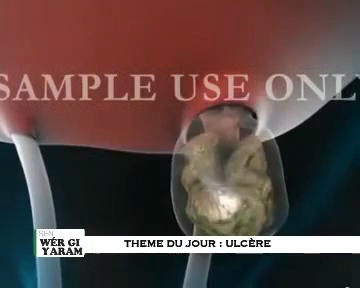 SAMPLE USE ONL
SEN
WÉR GI
YARAM
THEME DU JOUR : ULCÈRE